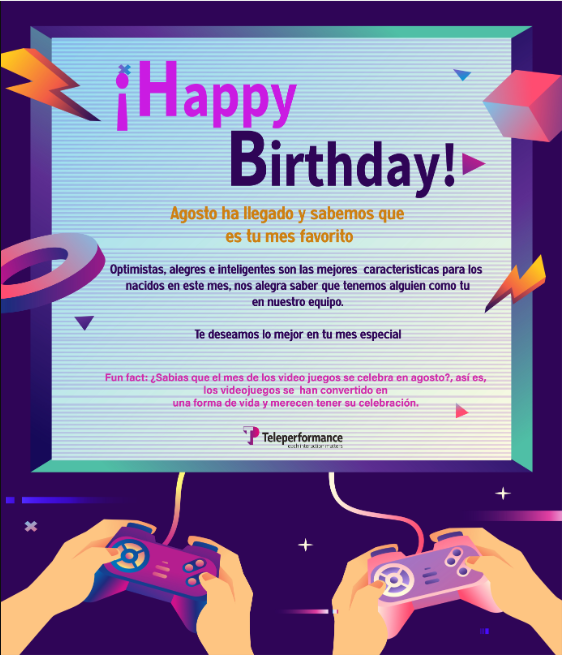 ¡Happy
Birthday!
Agosto ha llegado y sabemos que
es tu mes favorito
Optimistas, alegres e inteligentes son las mejores caracteristicas para los
nacidos en este mes, nos alegra saber que tenemos alguien como tu
en nuestro equipo.
Te deseamos lo mejor en tu mes especial
Fun fact: ¿Sabias que el mes de los video juegos se celebra en agosto?, así es,
los videojuegos se han convertido en
una forma de vida y merecen tener su celebración.
Teleperformance
each interaction matters